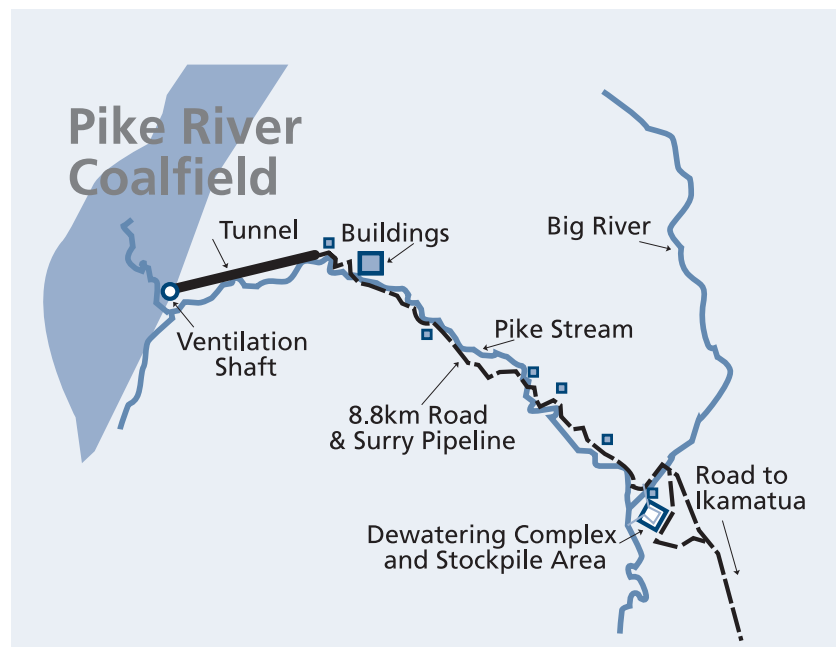 Pike River
Coalfield
Tunnel
Buildings
Big River
Ventilation
Shaft
Pike Stream
8.8km Road
& Surry Pipeline
Road to
Ikamatua
Dewatering Complex
and Stockpile Area